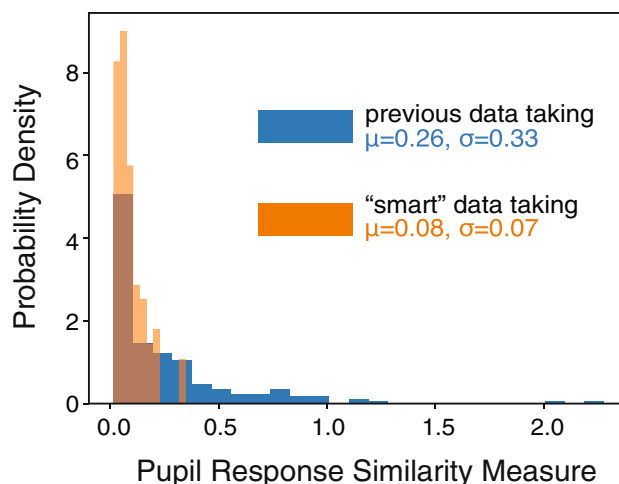 Probability Density
8
6
4
2
0
previous data taking
μ=0.26, σ=0.33
“smart” data taking
μ=0.08, σ=0.07
0.0 0.5 1.0 1.5 2.0
Pupil Response Similarity Measure